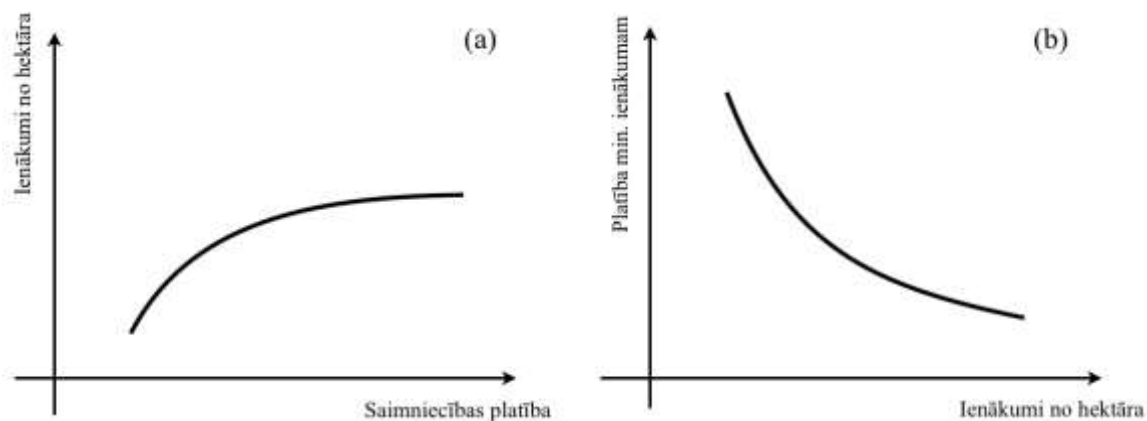 Ienākumi no hektāra
(a)
Saimniecības platība
Platība min. ienākumam
(b)
Ienākumi no hektāra